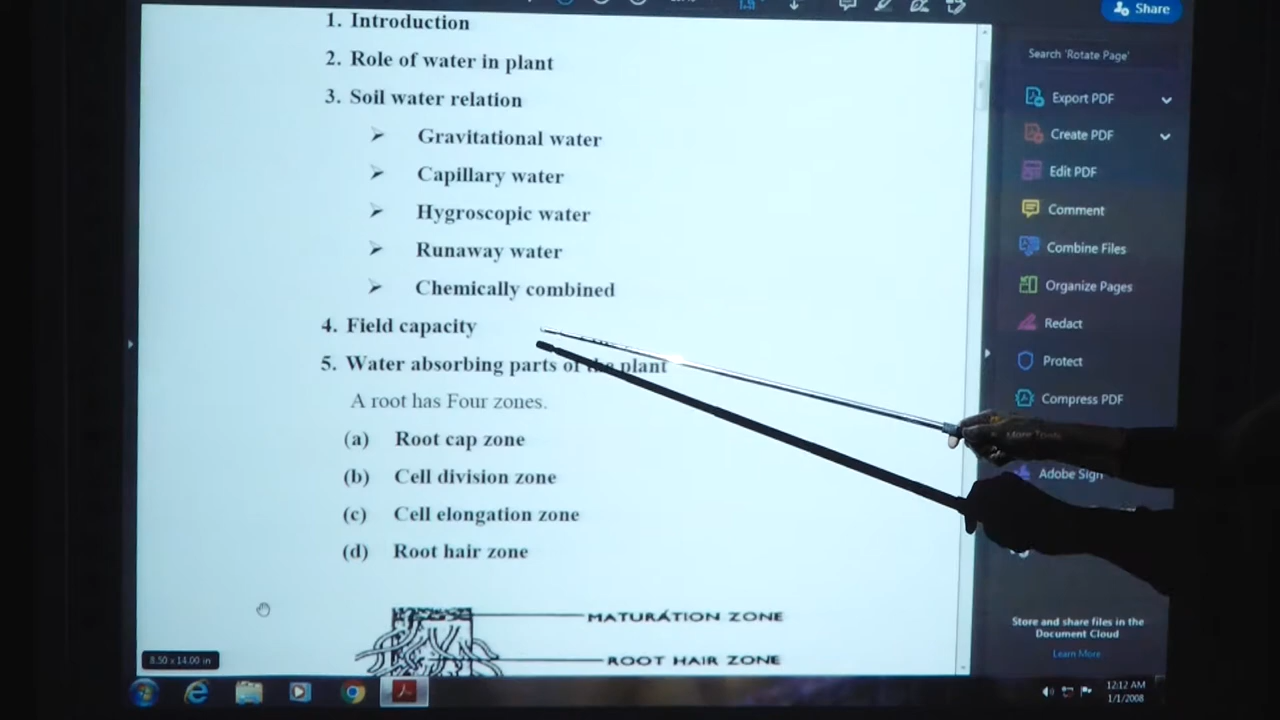 1. Introduction
Share
2. Role of water in plant
Search 'Rotate Page'
3. Soil water relation
Export PDF
➢ Gravitational water
Create PDF
➢ Capillary water
Edit PDF
➢ Hygroscopic water
Comment
➢ Runaway water
Combine Files
➢ Chemically combined
Organize Pages
4. Field capacity
Redact
5. Water absorbing parts of the plant
Protect
A root has Four zones.
Compress PDF
(a) Root cap zone
More Tools
(b) Cell division zone
Adobe Sign
(c) Cell elongation zone
(d) Root hair zone
MATURATION ZONE
ROOT HAIR ZONE
Store and share files in the
Document Cloud
Learn More
8.50 x 14.00 in
12:12 AM
1/1/2008